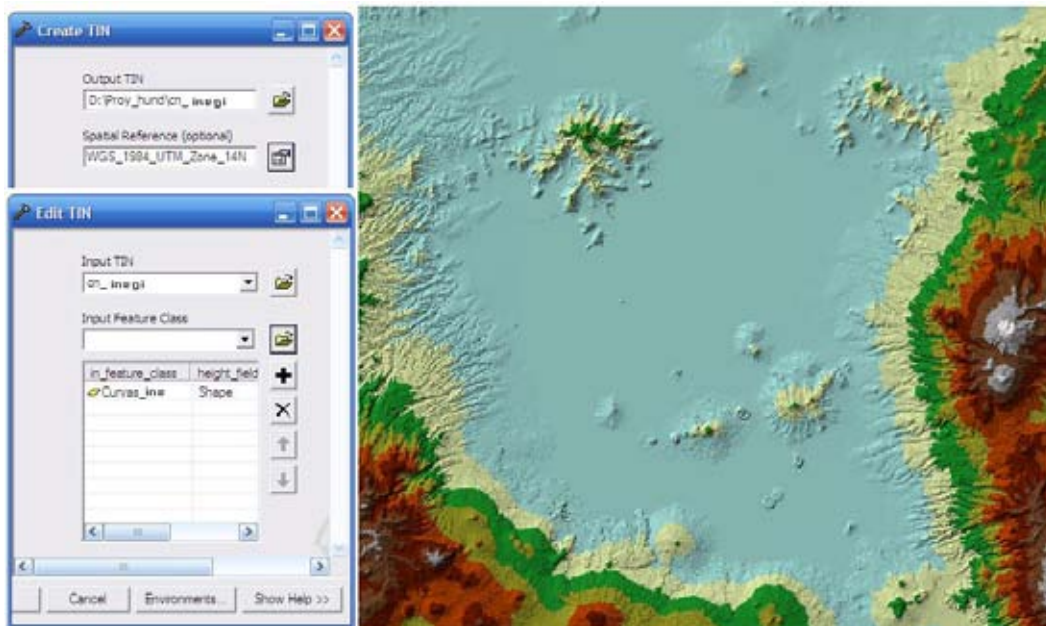 Create TIN
Output TIN
D:\Proy_hund\cn_inegi
Spatial Reference (optional)
WGS_1984_UTM_Zone_14N
Edit TIN
Input TIN
cn_inegi
Input Feature Class
in_feature_class height_field
Curvas_ine Shape
Cancel Environments... Show Help >>